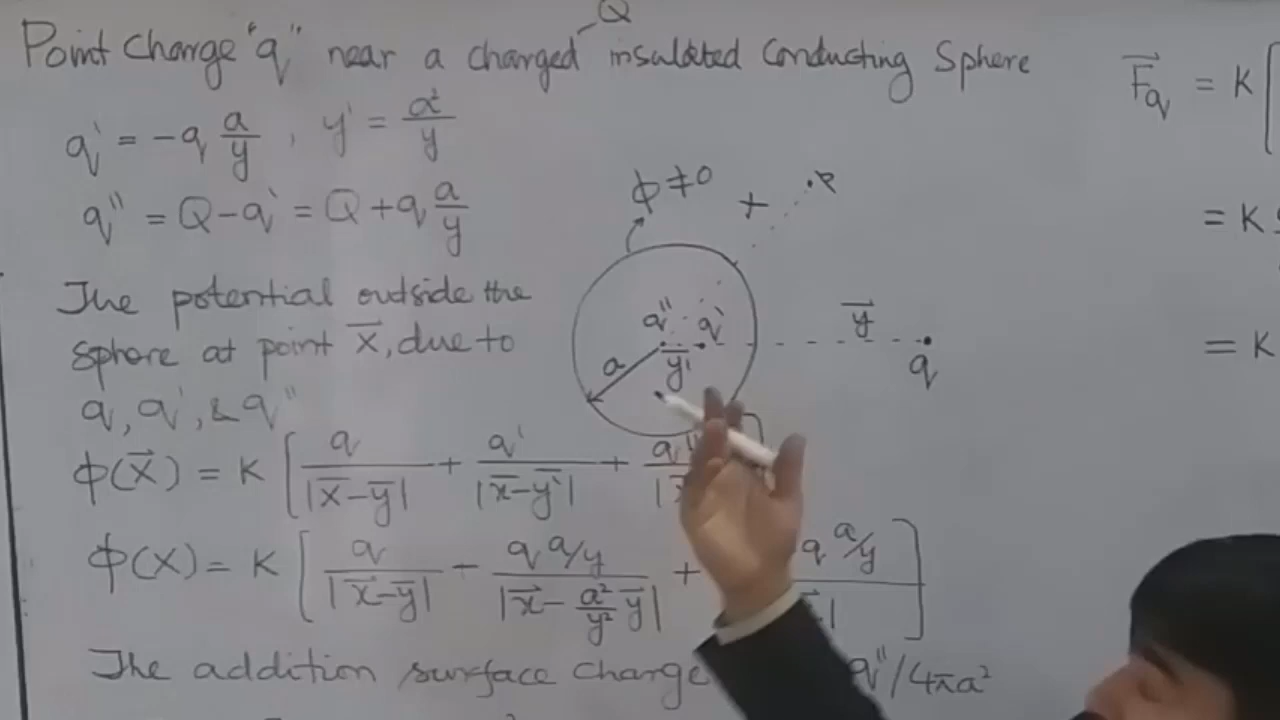 Q
Point Charge "q" near a charged insulated Conducting Sphere
q' = -q a/y , y' = a²/y
q'' = Q - q' = Q + q a/y
The potential outside the
sphere at point x⃗, due to
q, q', & q''
ϕ(x⃗) = K [ q/|x̄-ȳ| + q'/|x̄-ȳ'| + q''/|x̄
ϕ(x) = K [ q/|x⃗-ȳ| - q a/y/|x⃗ - a²/y² ȳ| + q a/y / | ]
The addition surface charge q''/4πa²
ϕ ≠ 0
+
P
q'' q'
a ȳ'
y⃗
q
F⃗q = K [
= K
= K